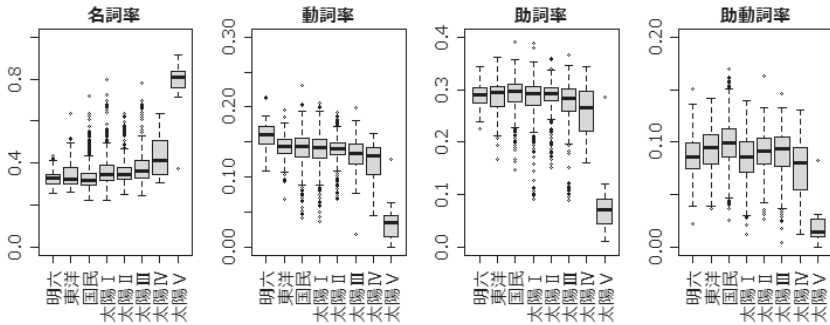 名詞率
0.0
0.4
0.8
明六
東洋
国民
太陽Ⅰ
太陽Ⅱ
太陽Ⅲ
太陽Ⅳ
太陽Ⅴ
動詞率
0.00
0.10
0.20
0.30
明六
東洋
国民
太陽Ⅰ
太陽Ⅱ
太陽Ⅲ
太陽Ⅳ
太陽Ⅴ
助詞率
0.0
0.1
0.2
0.3
0.4
明六
東洋
国民
太陽Ⅰ
太陽Ⅱ
太陽Ⅲ
太陽Ⅳ
太陽Ⅴ
助動詞率
0.00
0.10
0.20
明六
東洋
国民
太陽Ⅰ
太陽Ⅱ
太陽Ⅲ
太陽Ⅳ
太陽Ⅴ